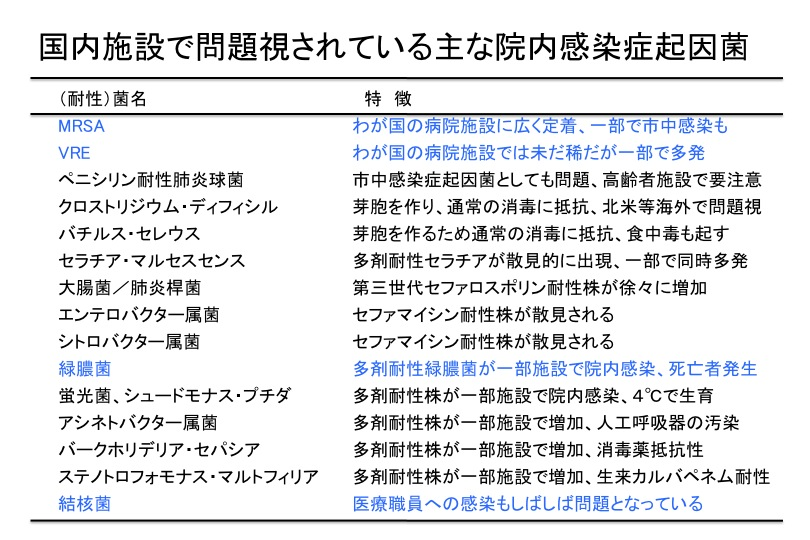 国内施設で問題視されている主な院内感染症起因菌
（耐性）菌名 特 徴
MRSA わが国の病院施設に広く定着、一部で市中感染も
VRE わが国の病院施設では未だ稀だが一部で多発
ペニシリン耐性肺炎球菌 市中感染症起因菌としても問題、高齢者施設で要注意
クロストリジウム・ディフィシル 芽胞を作り、通常の消毒に抵抗、北米等海外で問題視
バチルス・セレウス 芽胞を作るため通常の消毒に抵抗、食中毒も起す
セラチア・マルセスセンス 多剤耐性セラチアが散見的に出現、一部で同時多発
大腸菌／肺炎桿菌 第三世代セファロスポリン耐性株が徐々に増加
エンテロバクター属菌 セファマイシン耐性株が散見される
シトロバクター属菌 セファマイシン耐性株が散見される
緑膿菌 多剤耐性緑膿菌が一部施設で院内感染、死亡者発生
蛍光菌、シュードモナス・プチダ 多剤耐性株が一部施設で院内感染、4℃で生育
アシネトバクター属菌 多剤耐性株が一部施設で増加、人工呼吸器の汚染
バークホリデリア・セパシア 多剤耐性株が一部施設で増加、消毒薬抵抗性
ステノトロフォモナス・マルトフィリア 多剤耐性株が一部施設で増加、生来カルバペネム耐性
結核菌 医療職員への感染もしばしば問題となっている